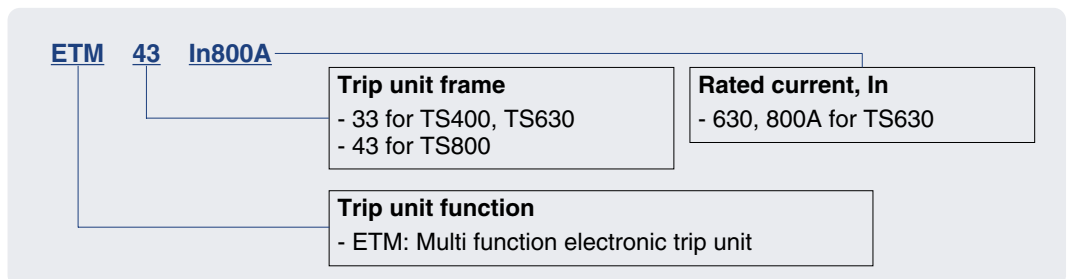 ETM 43 In800A
Trip unit frame
- 33 for TS400, TS630
- 43 for TS800
Rated current, In
- 630, 800A for TS630
Trip unit function
- ETM: Multi function electronic trip unit